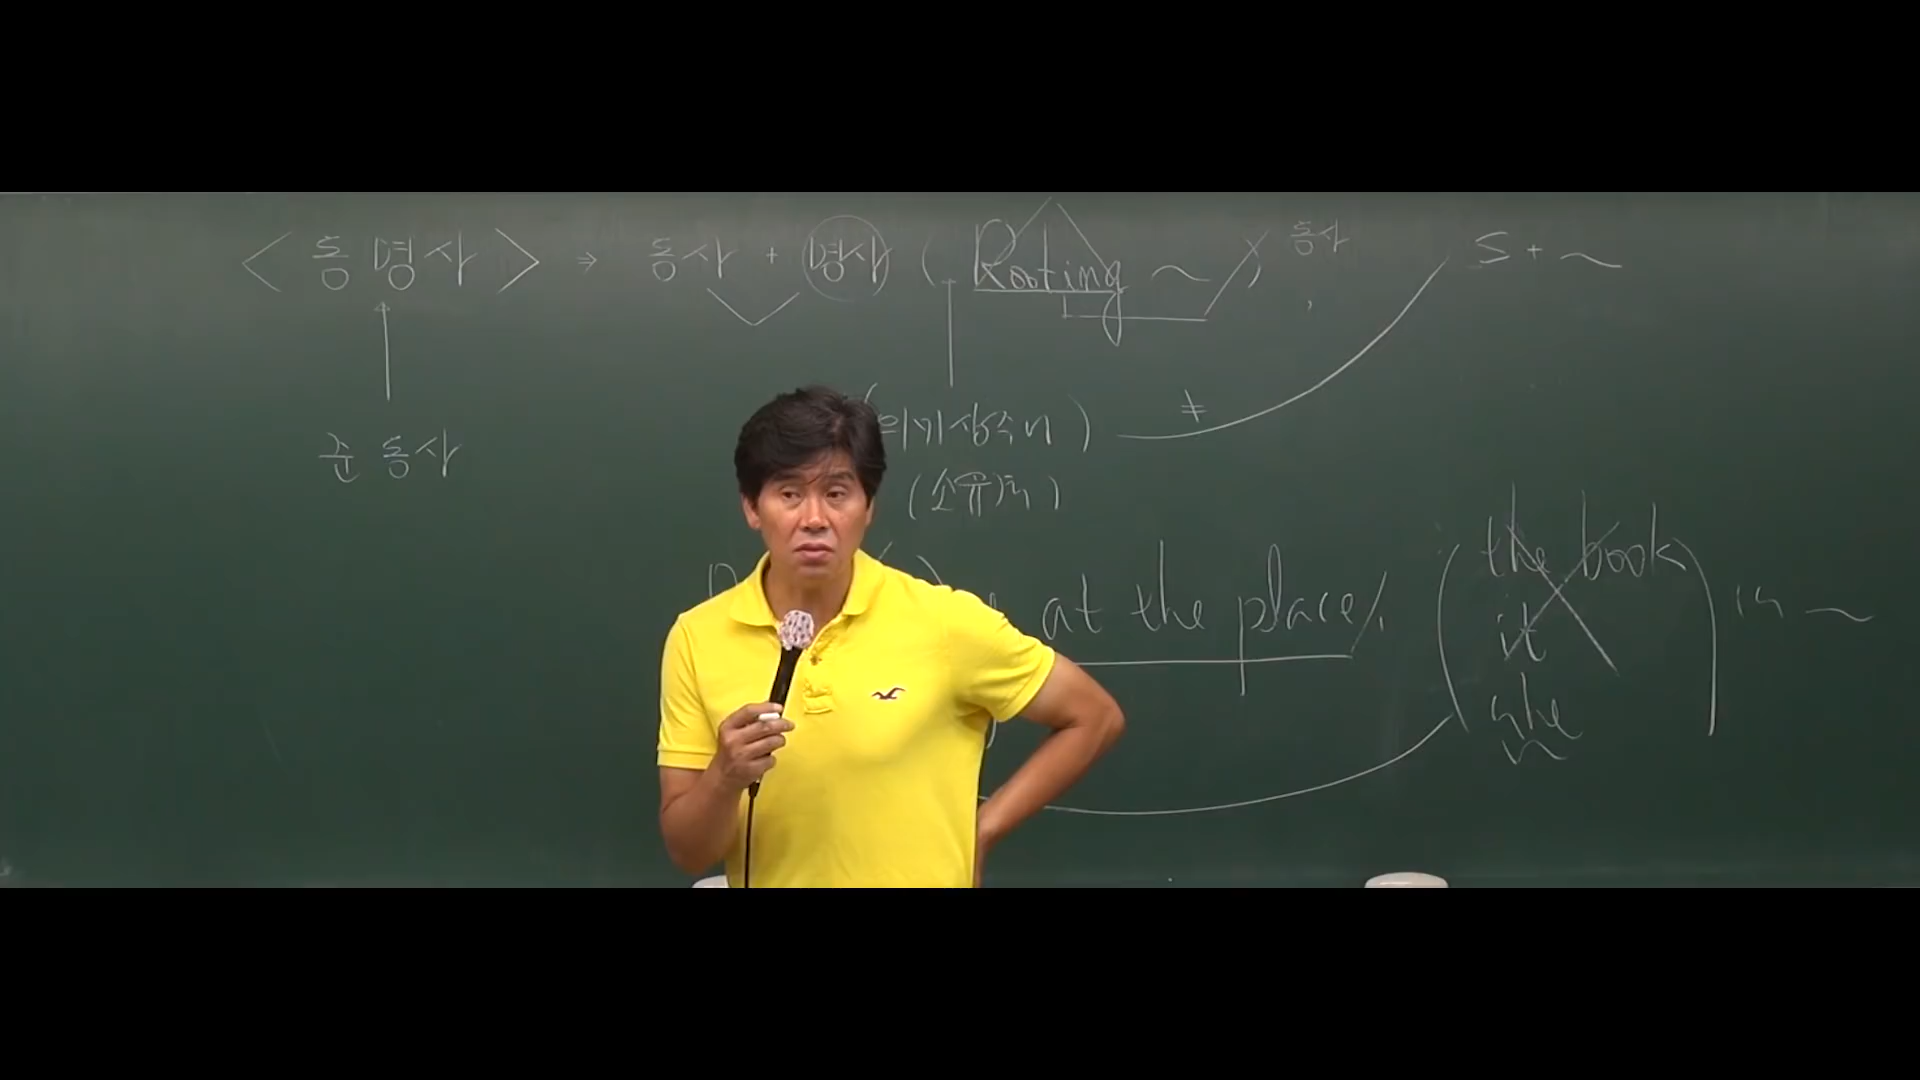 < 동명사 > ⇒ 동사 + 명사 ( Rooting ~ ) 동사 , S + ~
준동사
(의미상주어) ≠
(소유격)
at the place, ( the book
it
she ) is ~